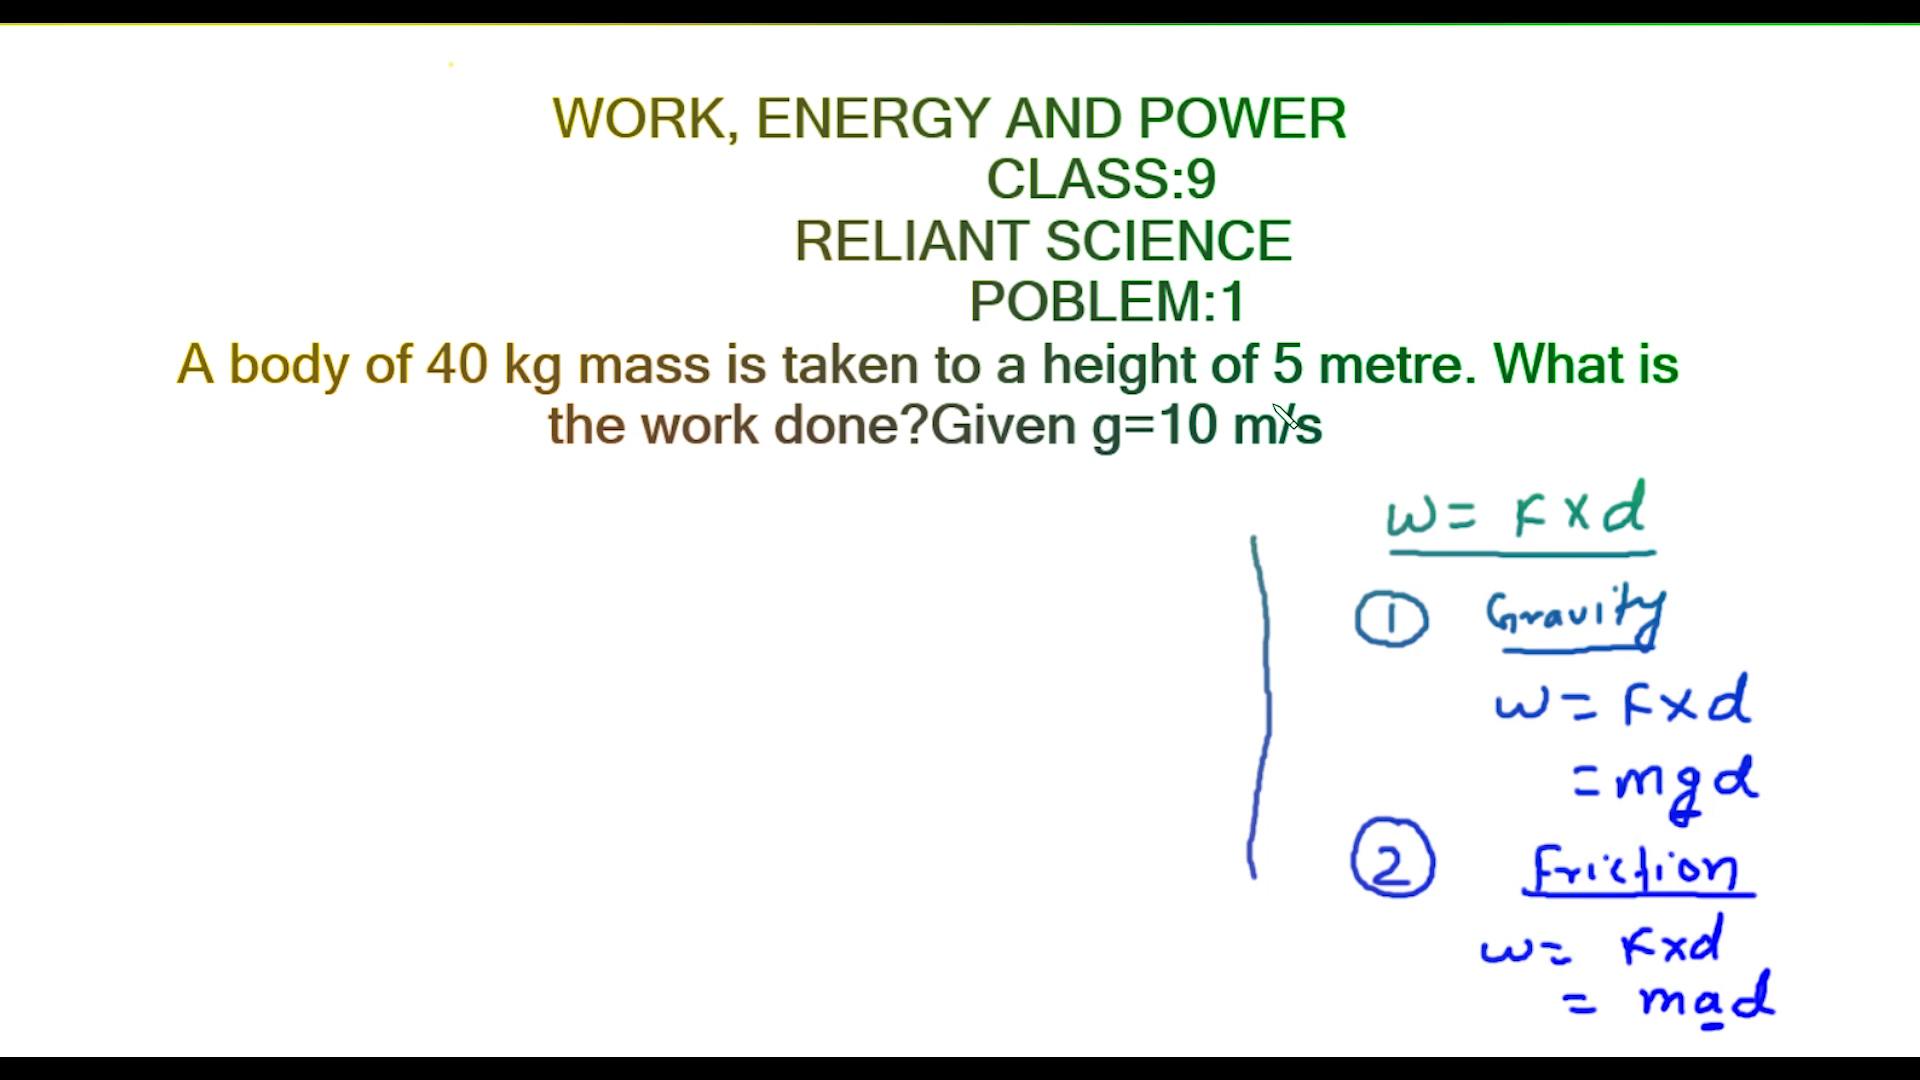 WORK, ENERGY AND POWER
CLASS:9
RELIANT SCIENCE
POBLEM:1
A body of 40 kg mass is taken to a height of 5 metre. What is
the work done?Given g=10 m/s
W= F×d
① Gravity
W= F×d
=mgd
② Friction
W= F×d
= mad